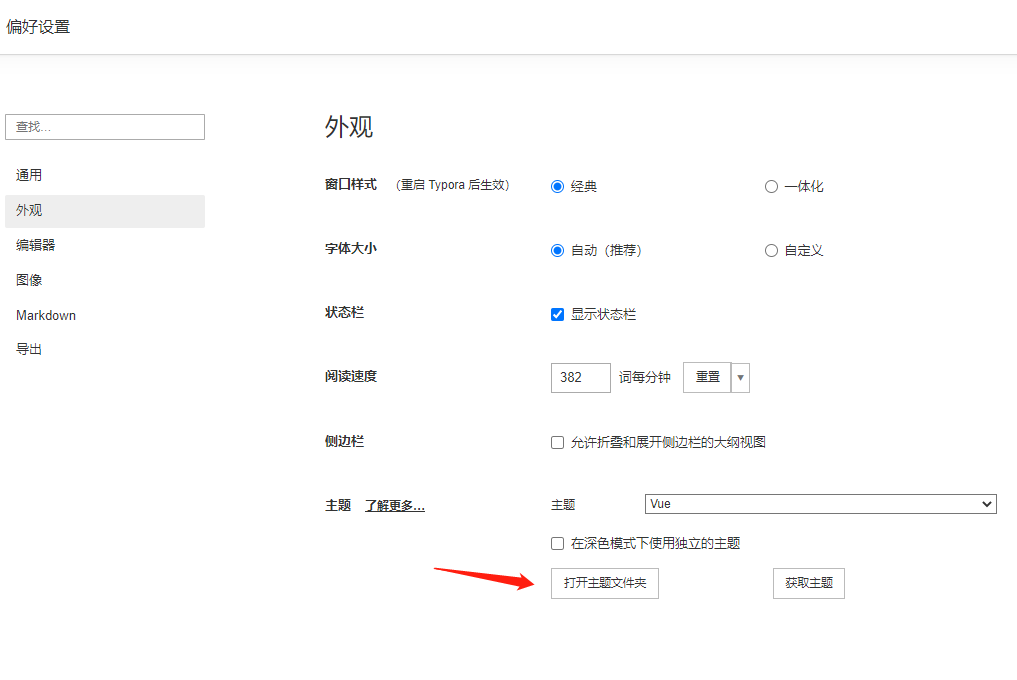 偏好设置
查找...
通用
外观
编辑器
图像
Markdown
导出
外观
窗口样式 （重启 Typora 后生效） 经典 一体化
字体大小 自动（推荐） 自定义
状态栏 显示状态栏
阅读速度 382 词每分钟 重置
侧边栏 允许折叠和展开侧边栏的大纲视图
主题 了解更多... 主题 Vue
在深色模式下使用独立的主题
打开主题文件夹 获取主题